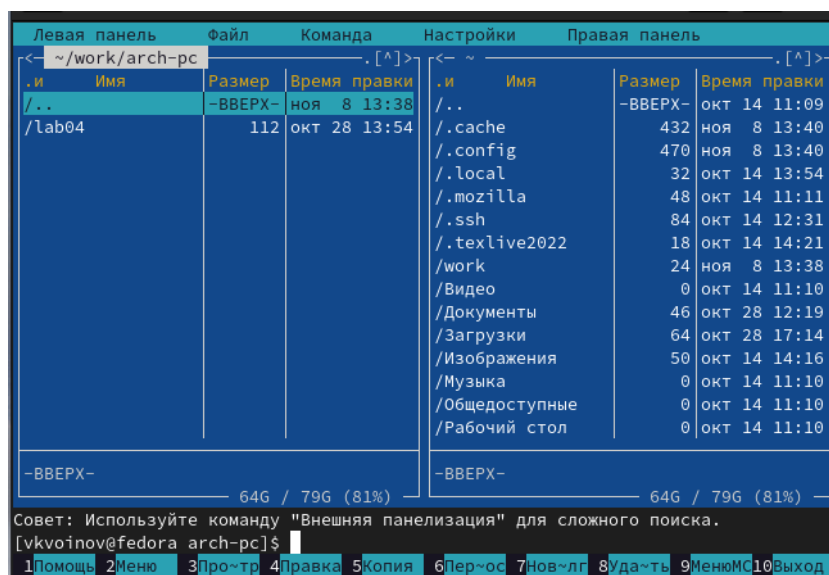 Левая панель Файл Команда Настройки Правая панель
~/work/arch-pc .[^]> <- ~ .[^]>
.и Имя Размер Время правки .и Имя Размер Время правки
/.. -ВВЕРХ- ноя 8 13:38 /.. -ВВЕРХ- окт 14 11:09
/lab04 112 окт 28 13:54 /.cache 432 ноя 8 13:40
/.config 470 ноя 8 13:40
/.local 32 окт 14 13:54
/.mozilla 48 окт 14 11:11
/.ssh 84 окт 14 12:31
/.texlive2022 18 окт 14 14:21
/work 24 ноя 8 13:38
/Видео 0 окт 14 11:10
/Документы 46 окт 28 12:19
/Загрузки 64 окт 28 17:14
/Изображения 50 окт 14 14:16
/Музыка 0 окт 14 11:10
/Общедоступные 0 окт 14 11:10
/Рабочий стол 0 окт 14 11:10
-ВВЕРХ- -ВВЕРХ-
64G / 79G (81%) 64G / 79G (81%)
Совет: Используйте команду "Внешняя панелизация" для сложного поиска.
[vkvoinov@fedora arch-pc]$
1Помощь 2Меню 3Про~тр 4Правка 5Копия 6Пер~ос 7Нов~лг 8Уда~ть 9МенюMC 10Выход